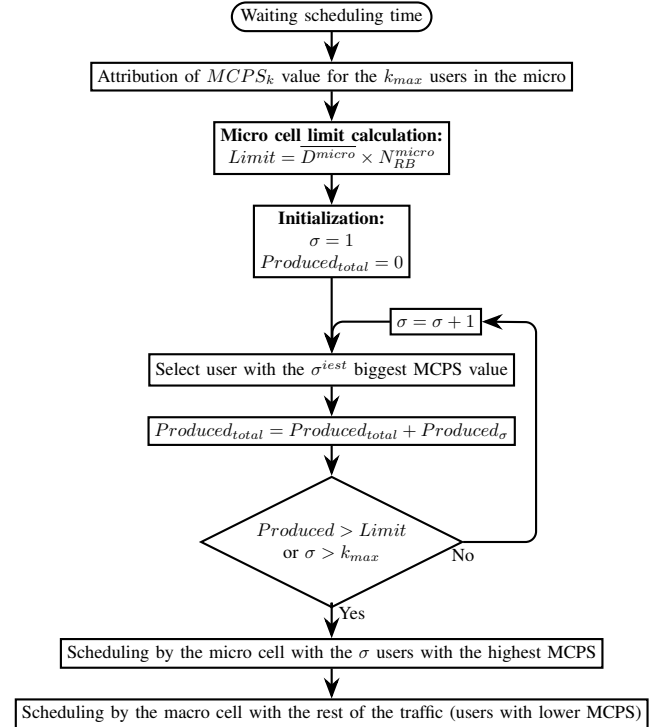 Waiting scheduling time
Attribution of MCPS_k value for the k_max users in the micro
Micro cell limit calculation:
Limit = \overline{D^{micro}} × N_{RB}^{micro}
Initialization:
σ = 1
Produced_total = 0
σ = σ + 1
Select user with the σ^{iest} biggest MCPS value
Produced_total = Produced_total + Produced_σ
Produced > Limit
or σ > k_max
No
Yes
Scheduling by the micro cell with the σ users with the highest MCPS
Scheduling by the macro cell with the rest of the traffic (users with lower MCPS)